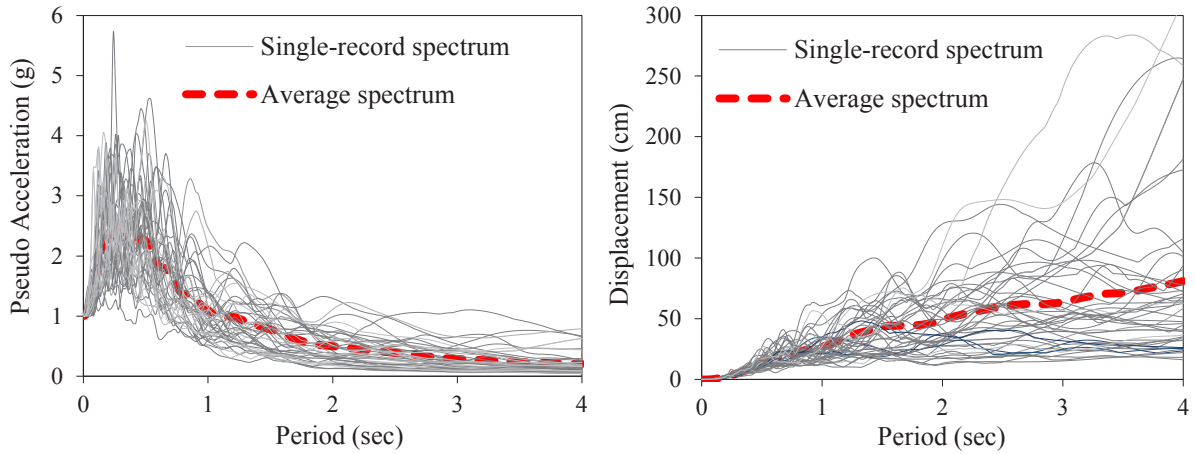 Pseudo Acceleration (g)
6
5
4
3
2
1
0
Single-record spectrum
Average spectrum
0 1 2 3 4
Period (sec)
Displacement (cm)
300
250
200
150
100
50
0
Single-record spectrum
Average spectrum
0 1 2 3 4
Period (sec)